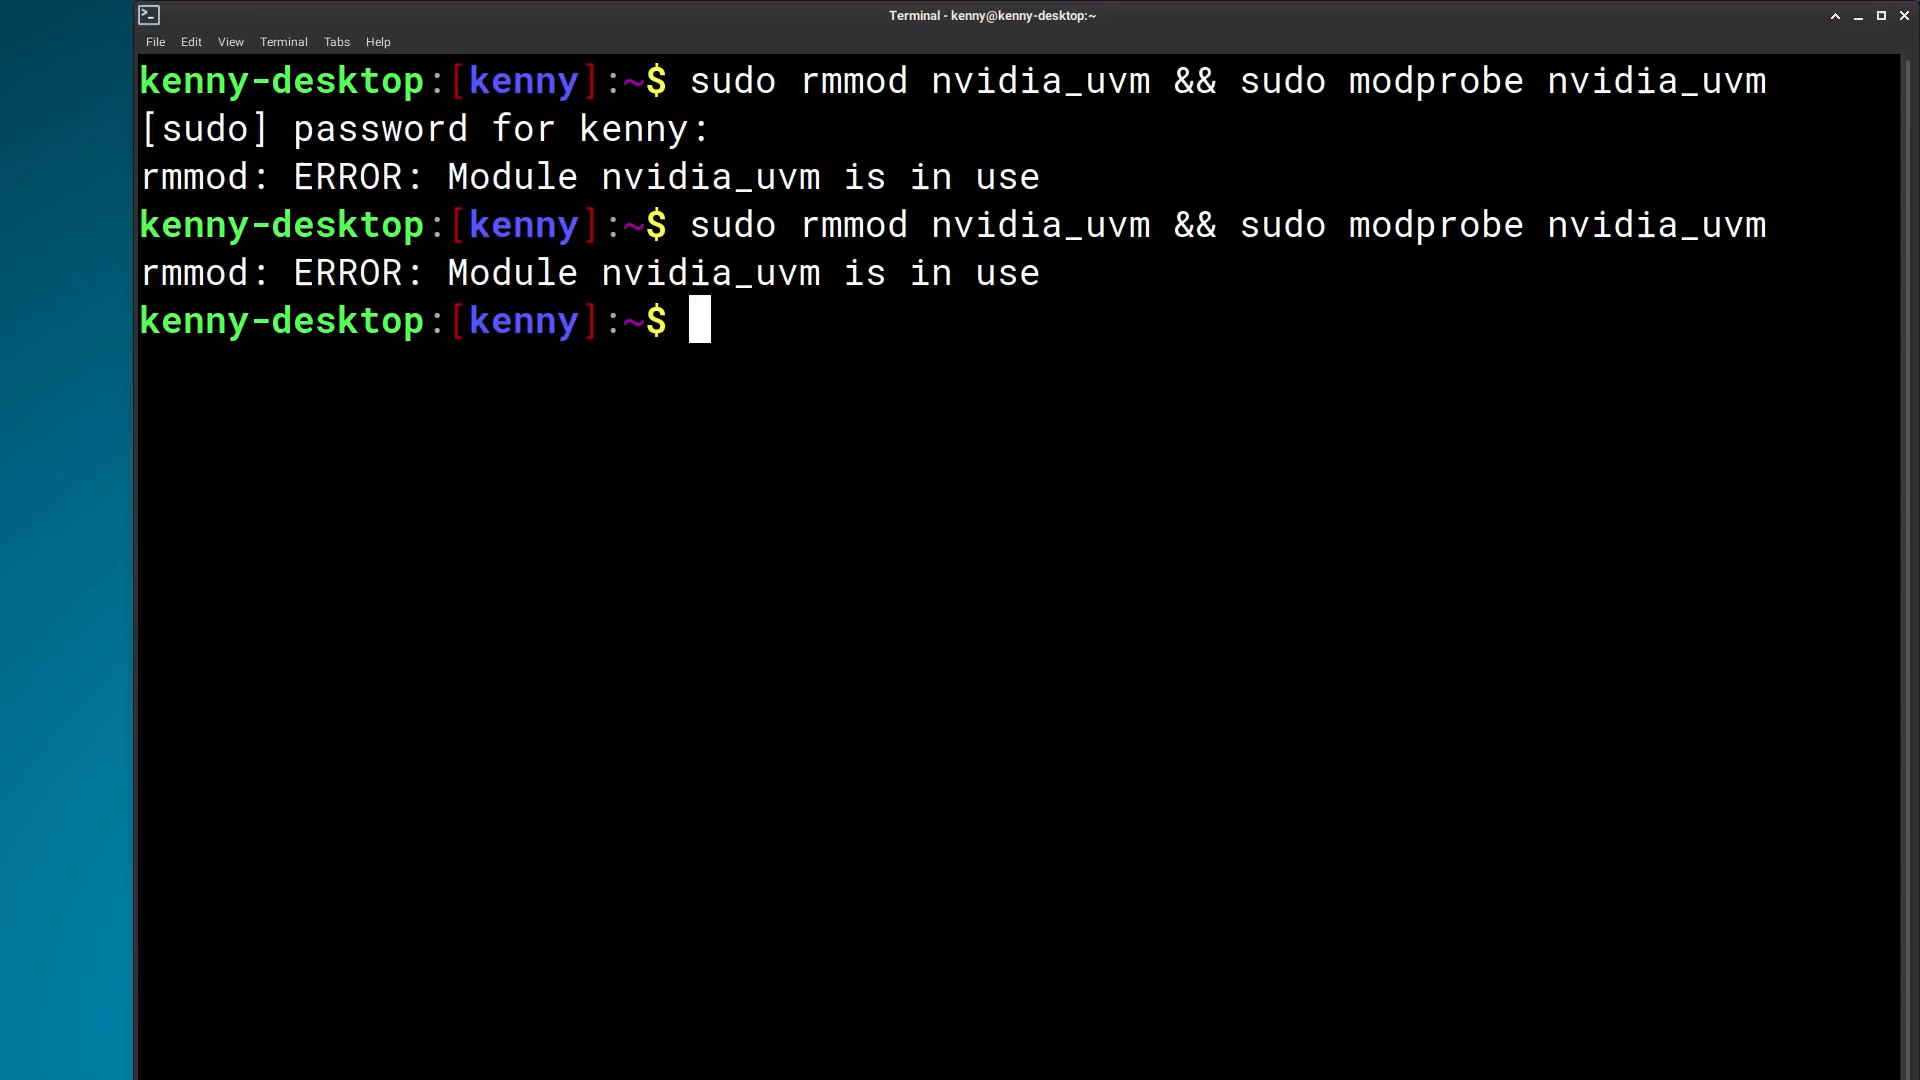 Terminal - kenny@kenny-desktop:~
File Edit View Terminal Tabs Help
kenny-desktop:[kenny]:~$ sudo rmmod nvidia_uvm && sudo modprobe nvidia_uvm
[sudo] password for kenny:
rmmod: ERROR: Module nvidia_uvm is in use
kenny-desktop:[kenny]:~$ sudo rmmod nvidia_uvm && sudo modprobe nvidia_uvm
rmmod: ERROR: Module nvidia_uvm is in use
kenny-desktop:[kenny]:~$